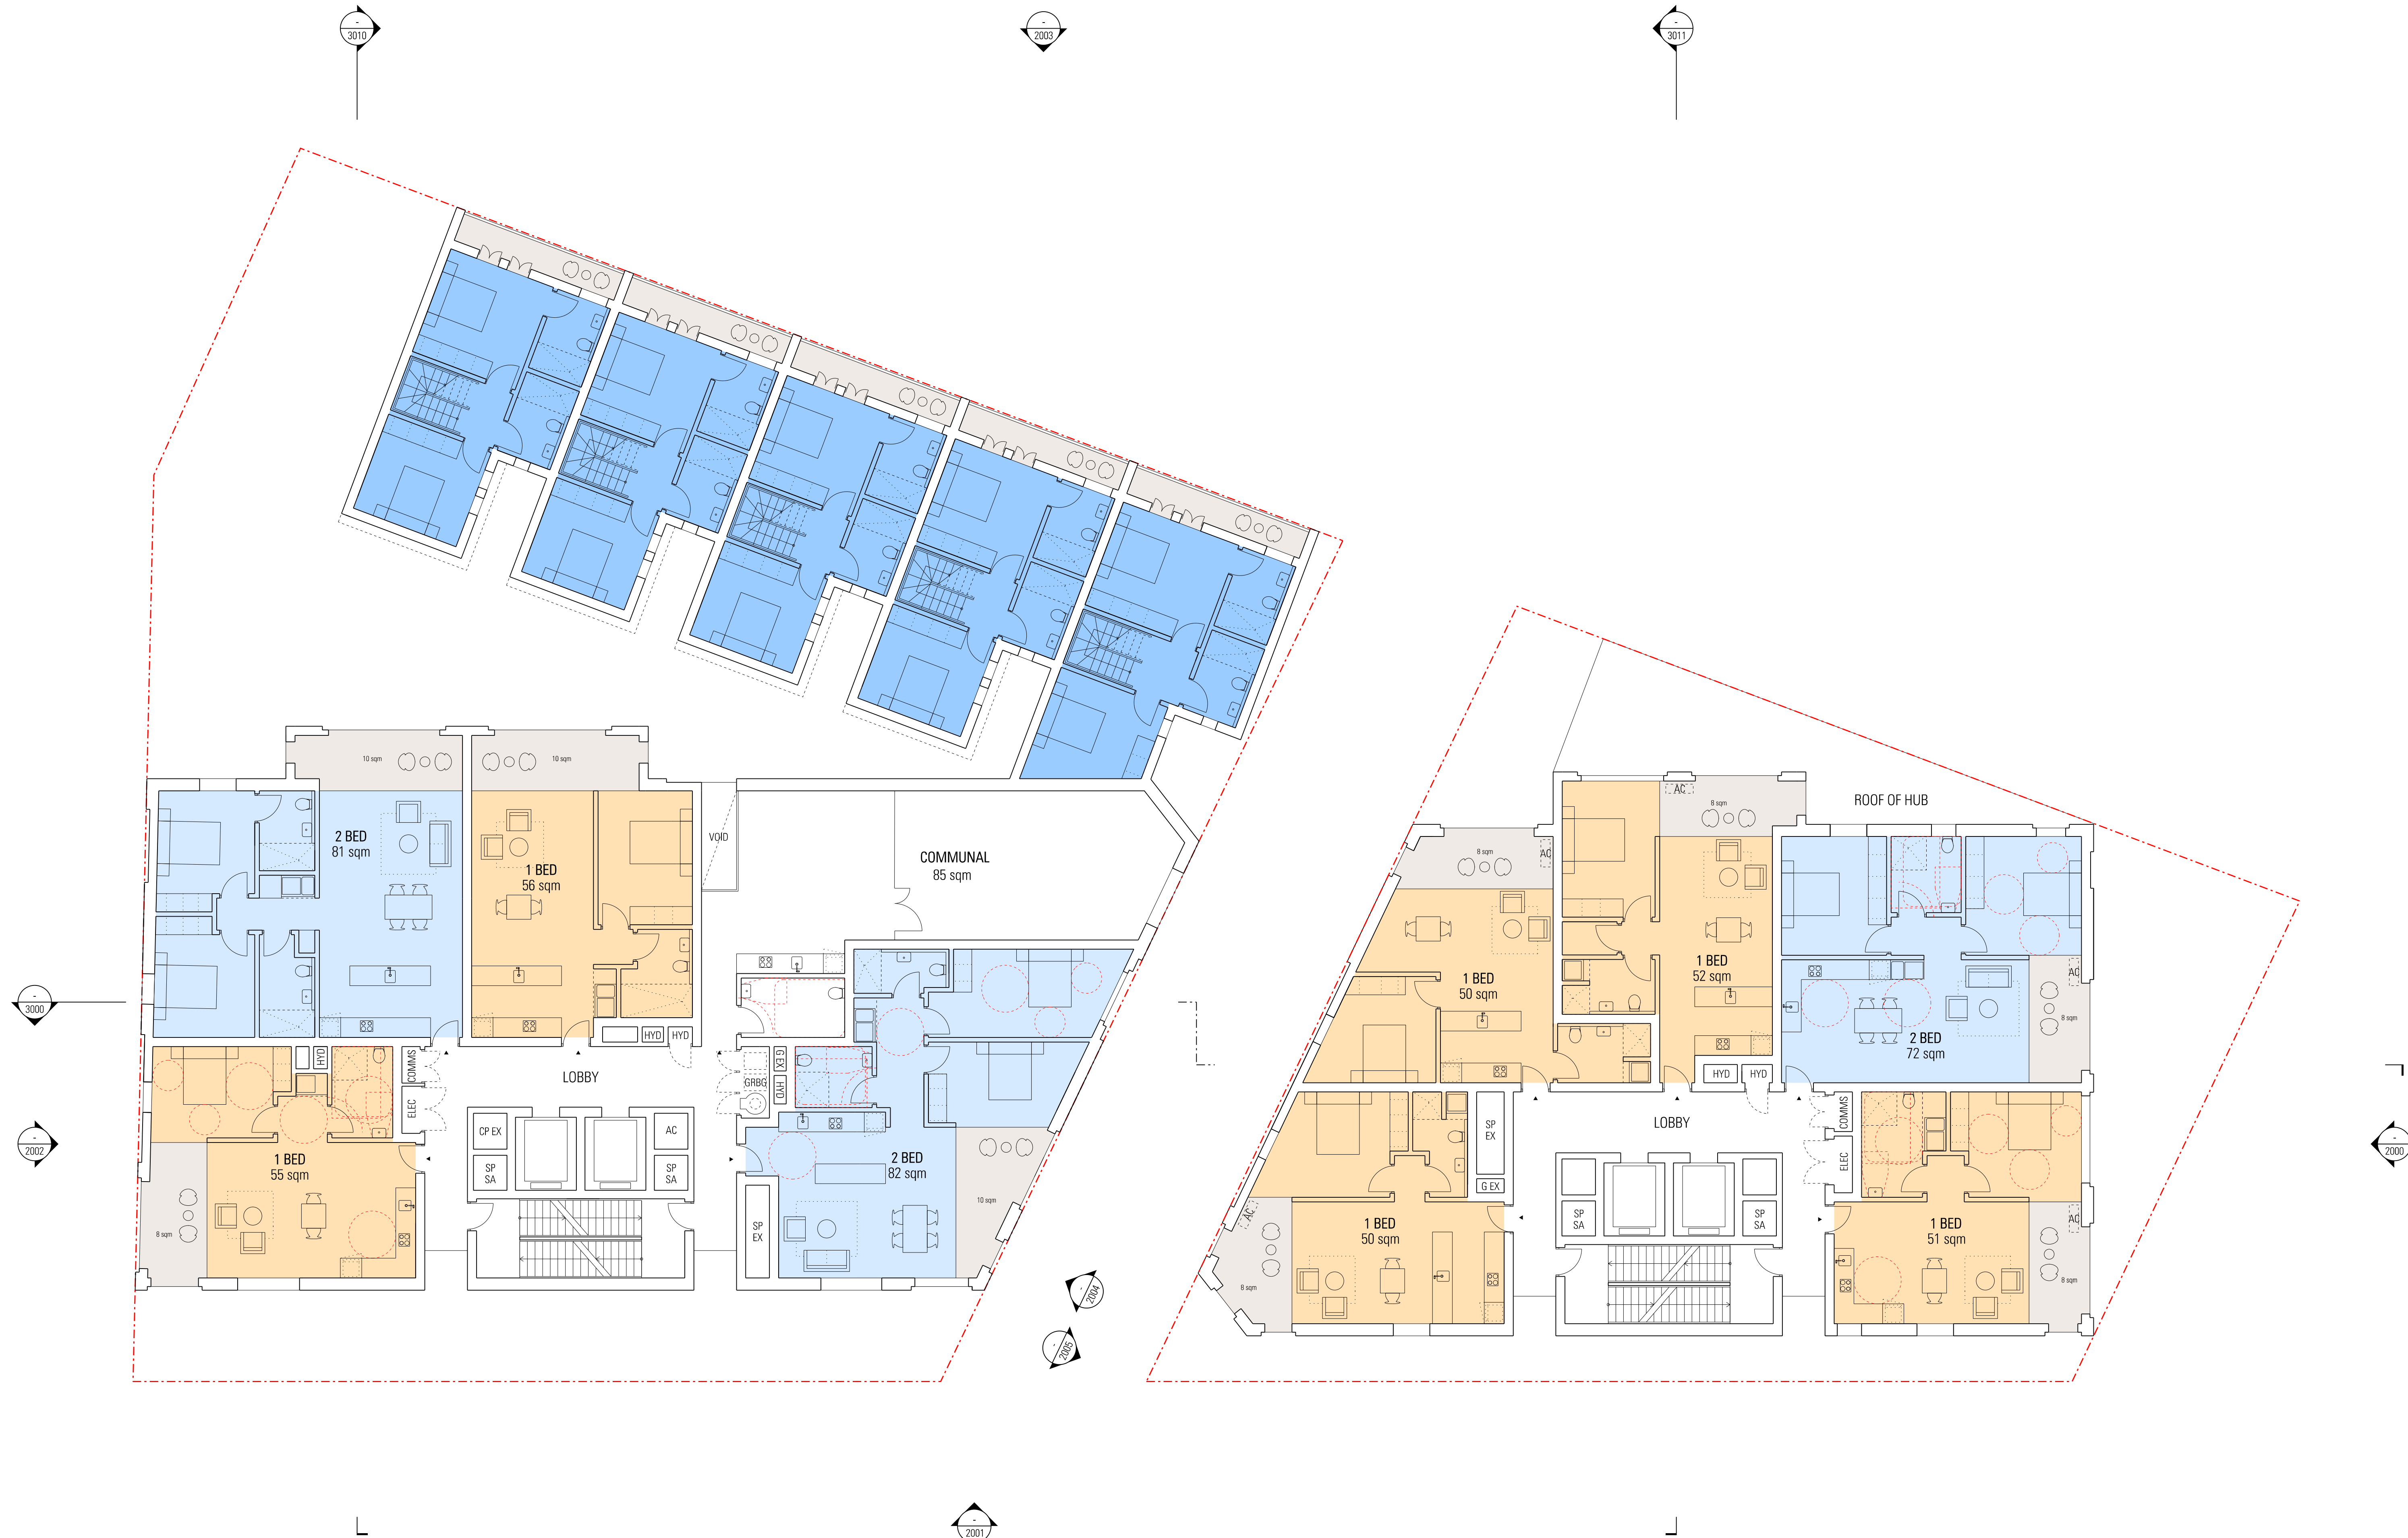 -
3010
-
2003
-
3011
10 sqm
10 sqm
2 BED
81 sqm
1 BED
56 sqm
VOID
COMMUNAL
85 sqm
AC
8 sqm
ROOF OF HUB
8 sqm
AC
1 BED
50 sqm
1 BED
52 sqm
AC
8 sqm
2 BED
72 sqm
-
3000
HYD
HYD
HYD
COMMS
ELEC
LOBBY
GRBG
G EX
HYD
CP EX
AC
SP
SA
SP
SA
1 BED
55 sqm
8 sqm
2 BED
82 sqm
10 sqm
SP
EX
-
2002
HYD
HYD
LOBBY
COMMS
ELEC
SP
EX
G EX
SP
SA
SP
SA
AC
8 sqm
1 BED
50 sqm
1 BED
51 sqm
AC
8 sqm
-
2000
-
2004
-
2005
-
2001